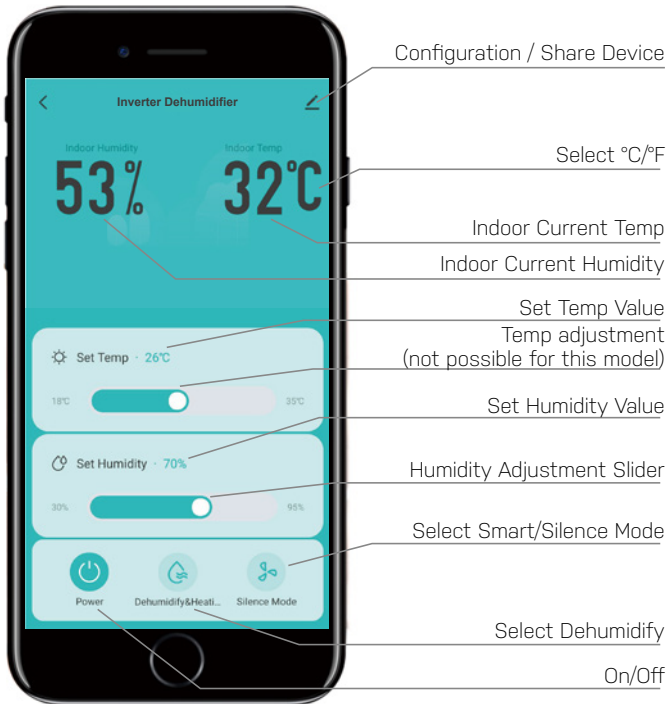 Configuration / Share Device
Inverter Dehumidifier
Indoor Humidity
Indoor Temp
53%
32°C
Select °C/°F
Indoor Current Temp
Indoor Current Humidity
Set Temp Value
Temp adjustment
(not possible for this model)
Set Temp · 26°C
18°C
35°C
Set Humidity Value
Set Humidity · 70%
Humidity Adjustment Slider
30%
95%
Select Smart/Silence Mode
Power
Dehumidify&Heati...
Silence Mode
Select Dehumidify
On/Off